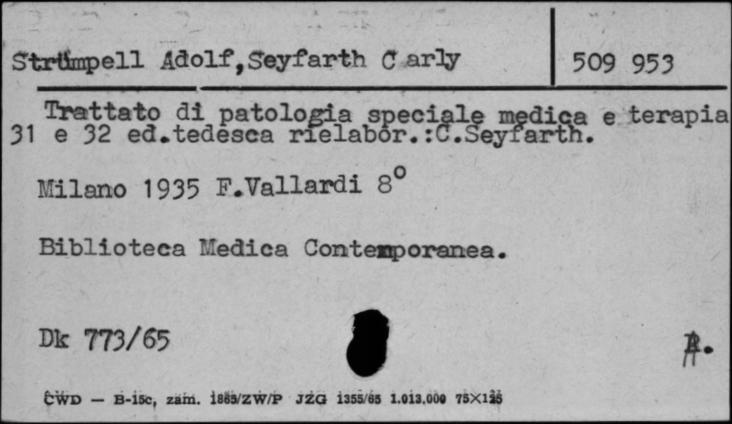 Strümpell Adolf,Seyfarth Carly 509 953
Trattato di patologia speciale medica e terapia
31 e 32 ed.tedesca rielabor.:C.Seyfarth.
Milano 1935 F.Vallardi 8°
Biblioteca Medica Contemporanea.
Dk 773/65
ĆWD — B-15c, zam. 1885/ZW/P JZG 1355/65 1.013.000 75×125